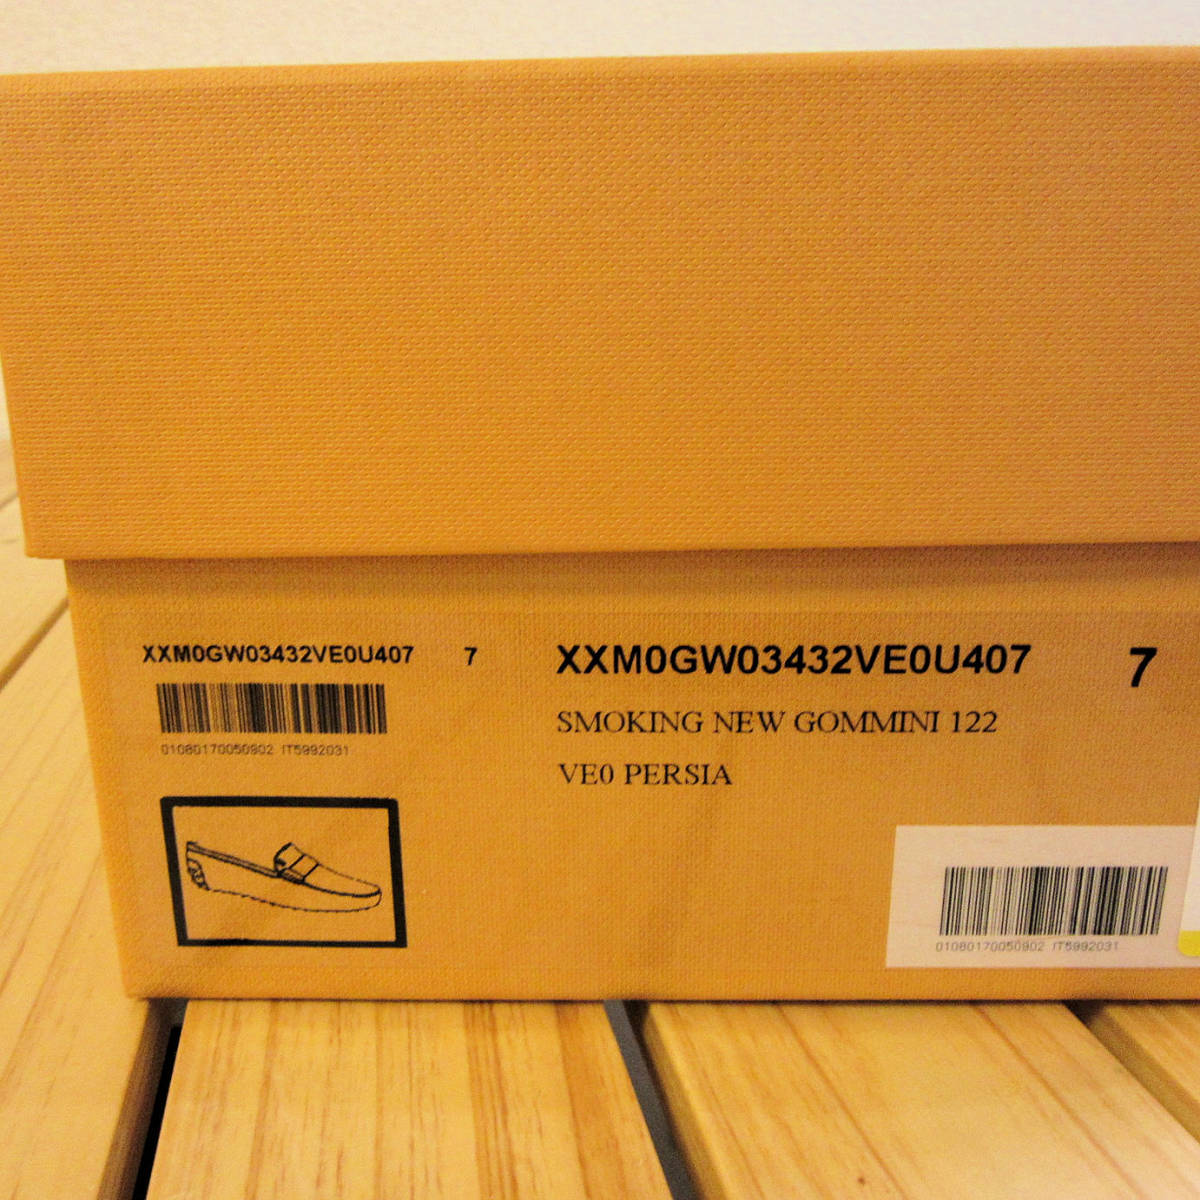 XXM0GW03432VE0U407 7
01080170050902 IT5992031
XXM0GW03432VE0U407 7
SMOKING NEW GOMMINI 122
VE0 PERSIA
01080170050902 IT5992031